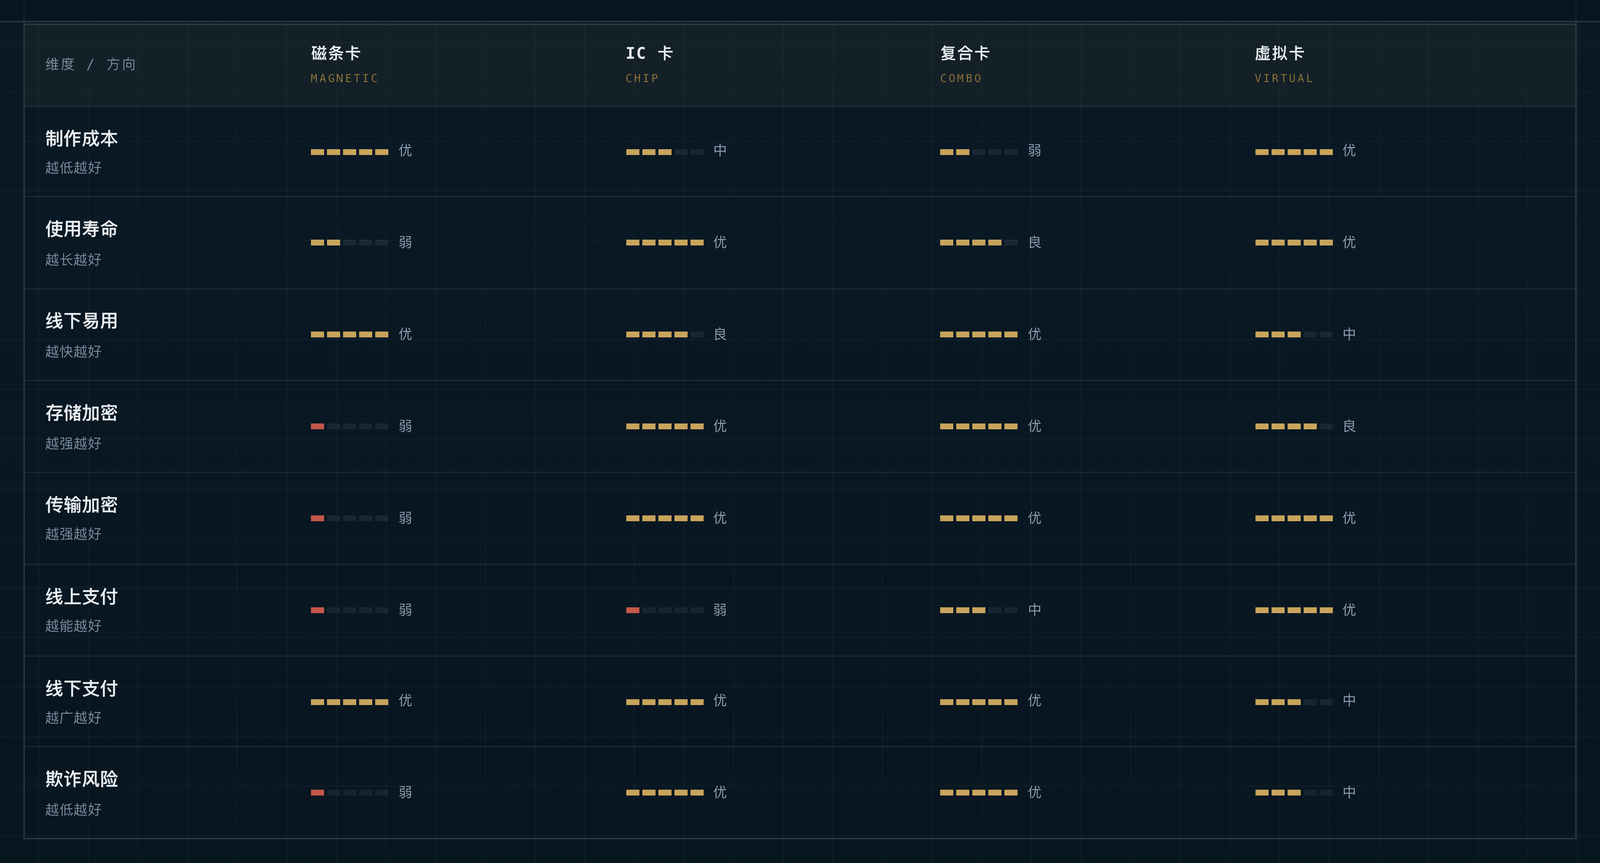 维度 / 方向
磁条卡
MAGNETIC
IC 卡
CHIP
复合卡
COMBO
虚拟卡
VIRTUAL
制作成本
越低越好
优
中
弱
优
使用寿命
越长越好
弱
优
良
优
线下易用
越快越好
优
良
优
中
存储加密
越强越好
弱
优
优
良
传输加密
越强越好
弱
优
优
优
线上支付
越能越好
弱
弱
中
优
线下支付
越广越好
优
优
优
中
欺诈风险
越低越好
弱
优
优
中